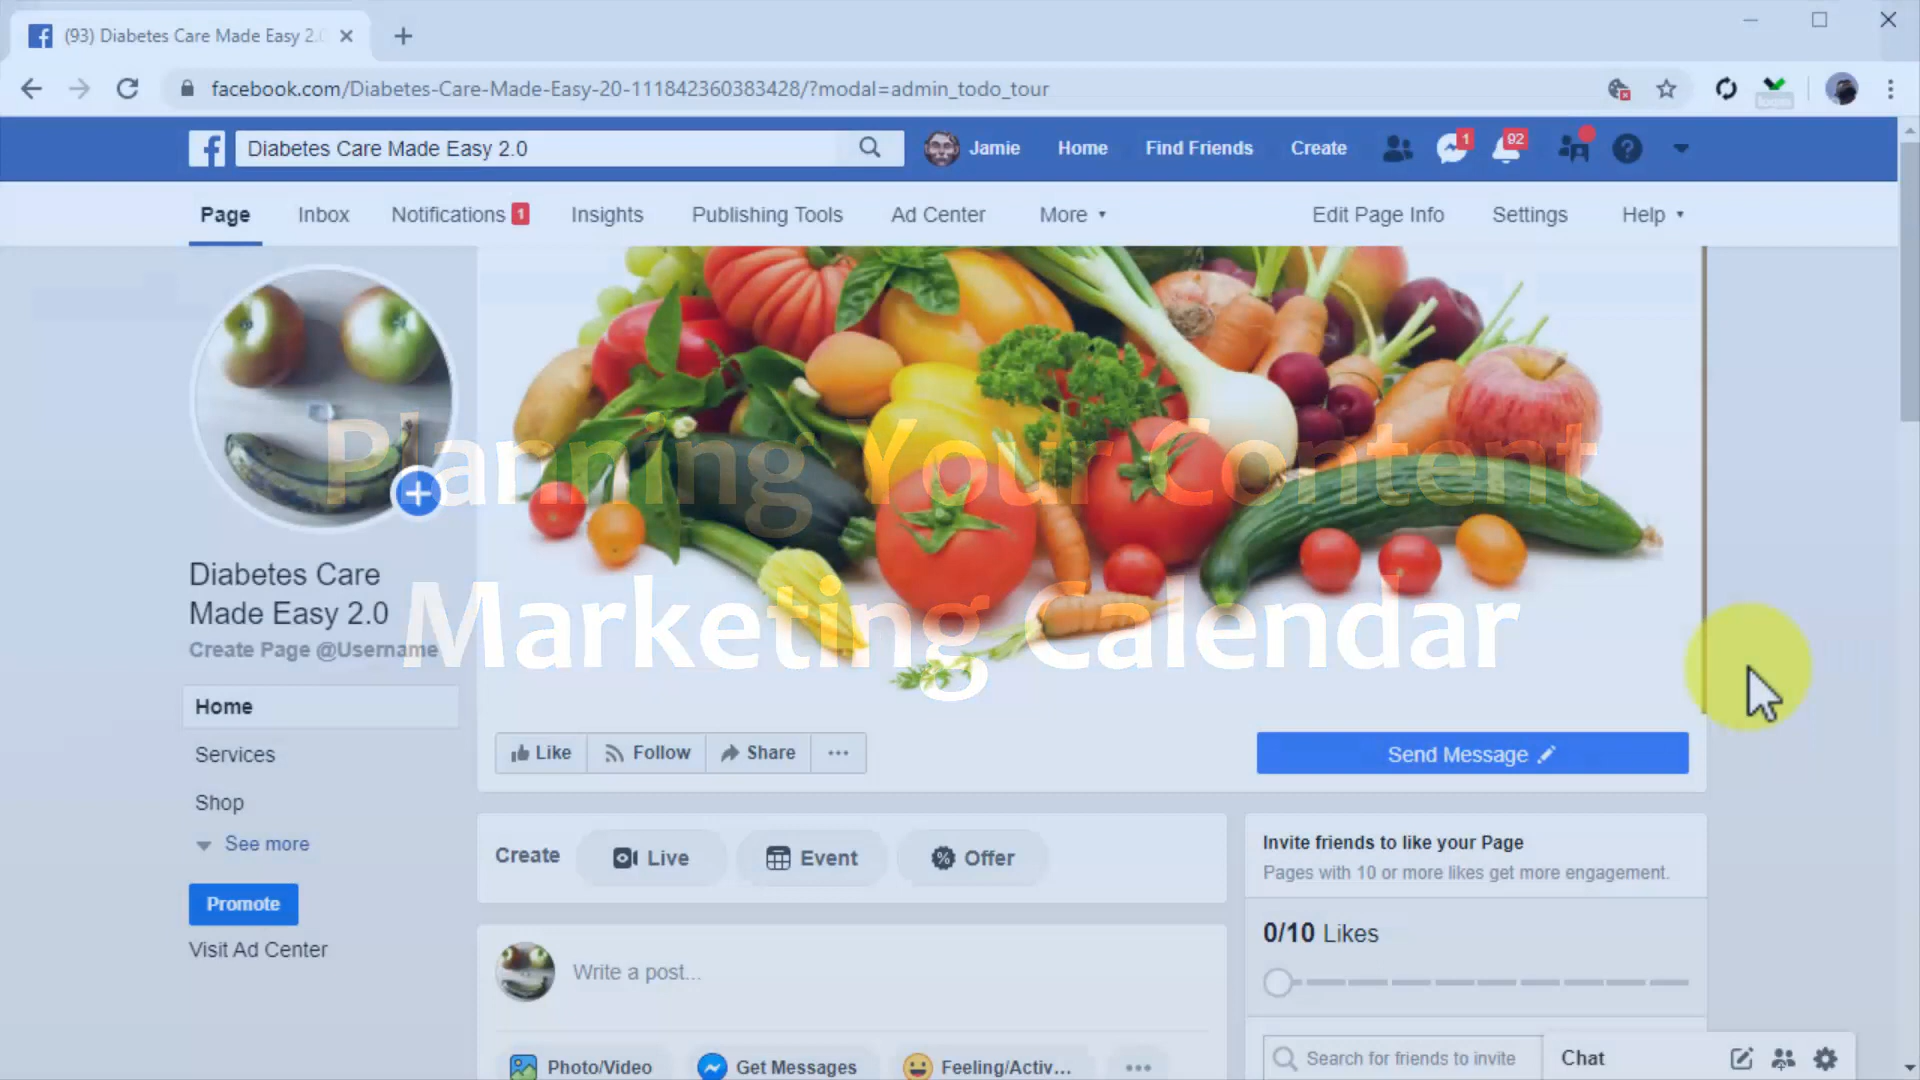 (93) Diabetes Care Made Easy 2.0
facebook.com/Diabetes-Care-Made-Easy-20-111842360383428/?modal=admin_todo_tour
Diabetes Care Made Easy 2.0
Jamie
Home
Find Friends
Create
1
92
Page
Inbox
Notifications 1
Insights
Publishing Tools
Ad Center
More
Edit Page Info
Settings
Help
Planning Your Content
Marketing Calendar
Diabetes Care
Made Easy 2.0
Create Page @Username
Home
Services
Shop
See more
Promote
Visit Ad Center
Like
Follow
Share
Send Message
Create
Live
Event
Offer
Write a post...
Photo/Video
Get Messages
Feeling/Activ...
Invite friends to like your Page
Pages with 10 or more likes get more engagement.
0/10 Likes
Search for friends to invite
Chat